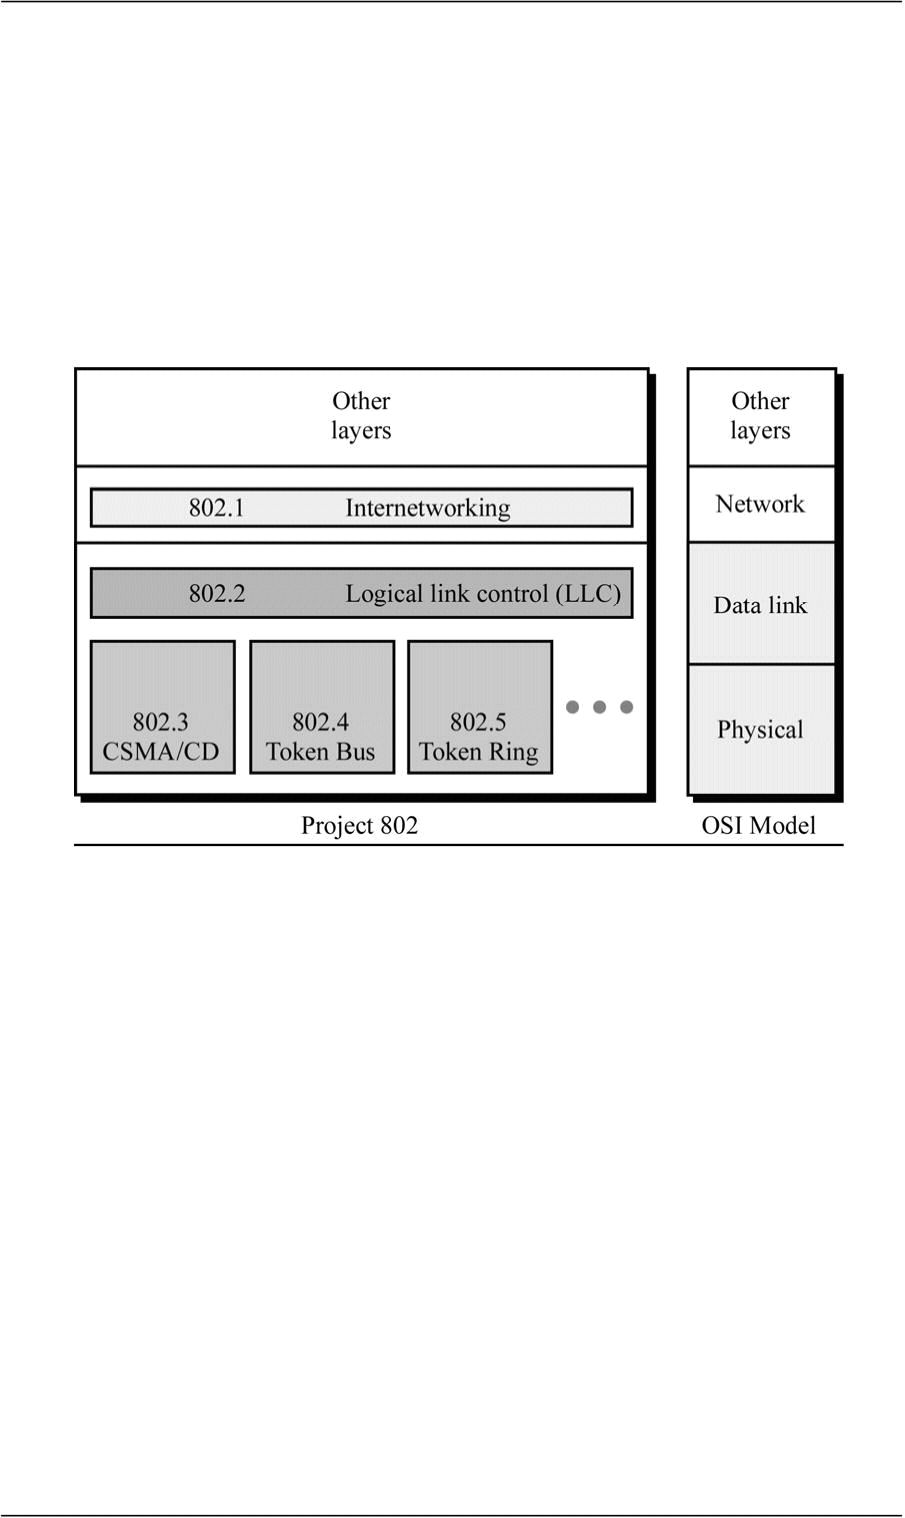 Other
layers
802.1 Internetworking
802.2 Logical link control (LLC)
802.3
CSMA/CD
802.4
Token Bus
802.5
Token Ring
Project 802
Other
layers
Network
Data link
Physical
OSI Model